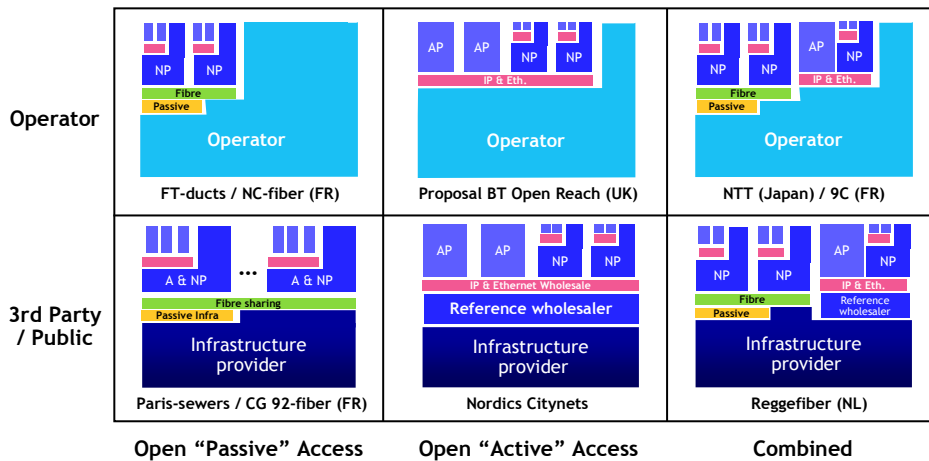 Operator
NP
NP
Fibre
Passive
Operator
FT-ducts / NC-fiber (FR)
AP
AP
NP
NP
IP & Eth.
Operator
Proposal BT Open Reach (UK)
NP
NP
AP
NP
Fibre
IP & Eth.
Passive
Operator
NTT (Japan) / 9C (FR)
3rd Party
/ Public
A & NP
...
A & NP
Fibre sharing
Passive Infra
Infrastructure
provider
Paris-sewers / CG 92-fiber (FR)
AP
AP
NP
NP
IP & Ethernet Wholesale
Reference wholesaler
Infrastructure
provider
Nordics Citynets
NP
NP
AP
NP
IP & Eth.
Fibre
Reference
wholesaler
Passive
Infrastructure
provider
Reggefiber (NL)
Open “Passive” Access
Open “Active” Access
Combined